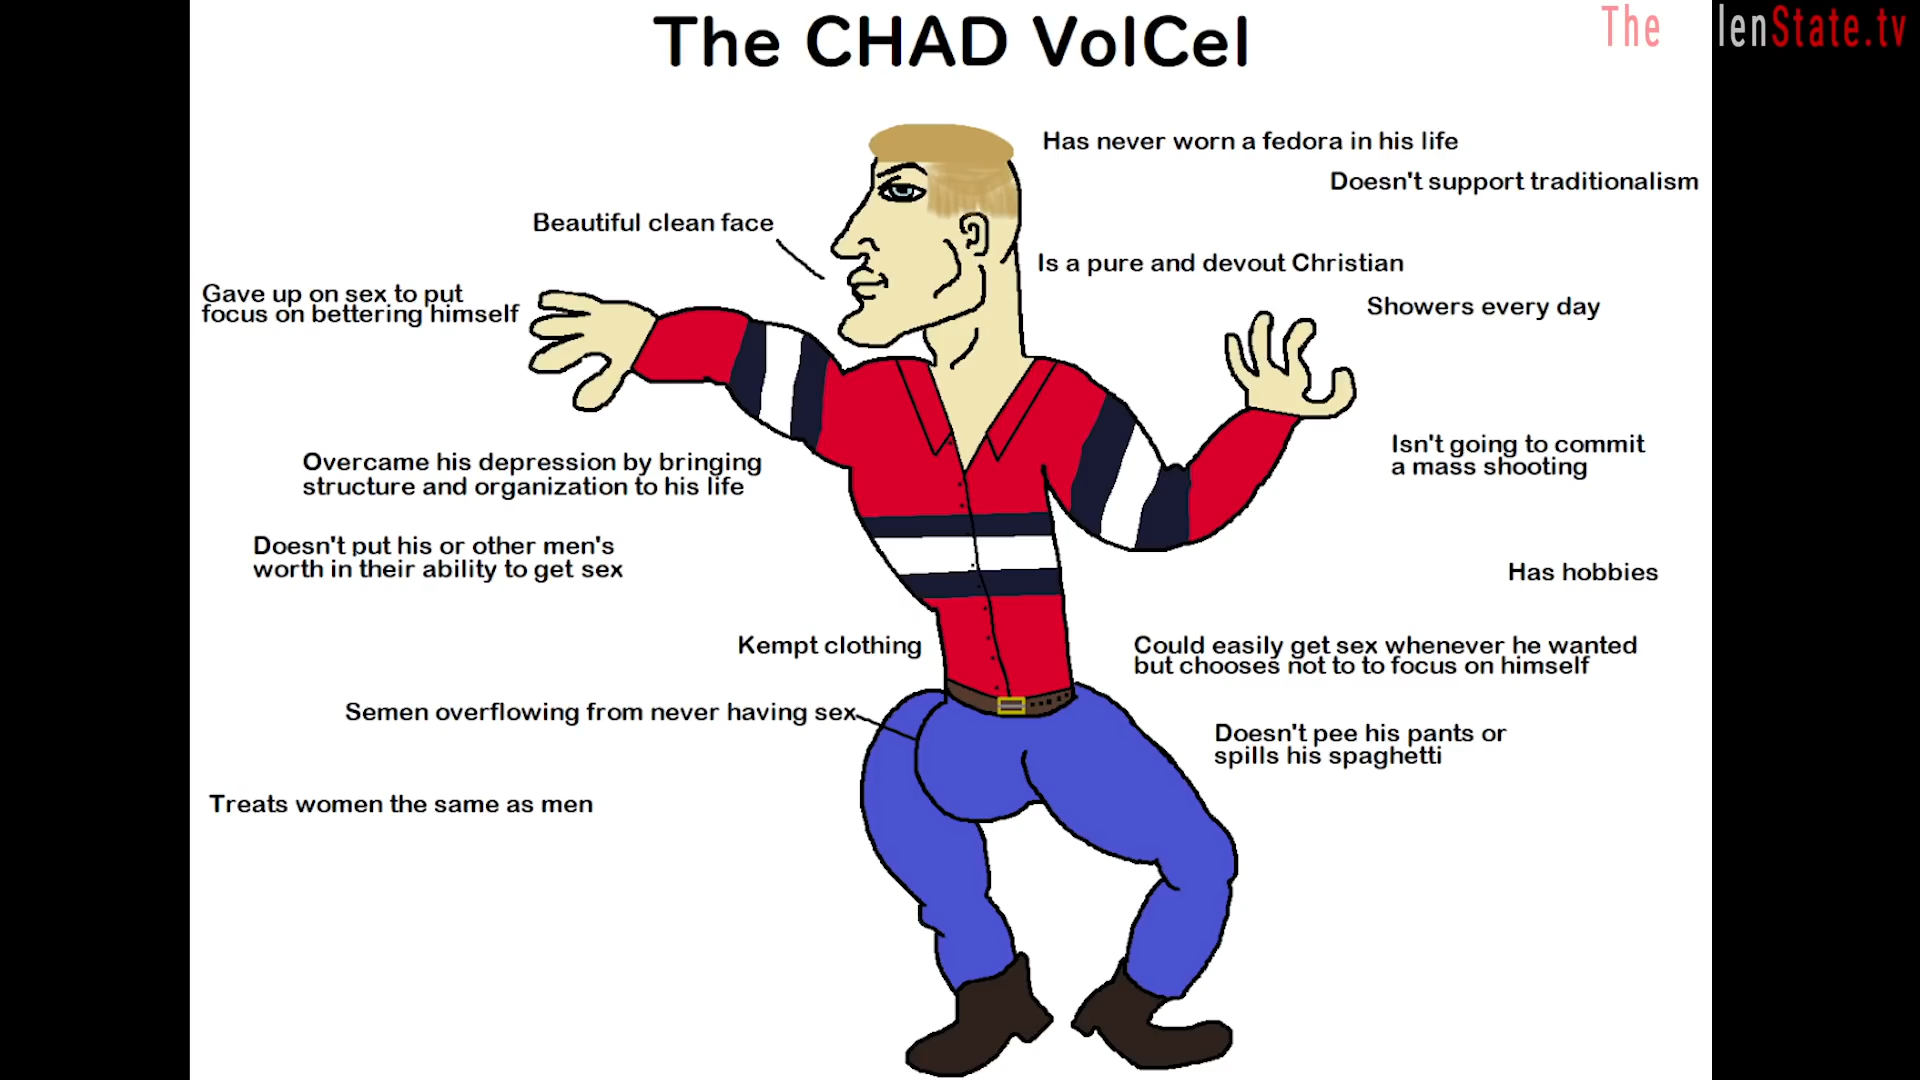 The CHAD VolCel
The lenState.tv
Has never worn a fedora in his life
Doesn't support traditionalism
Beautiful clean face
Is a pure and devout Christian
Gave up on sex to put
focus on bettering himself
Showers every day
Isn't going to commit
a mass shooting
Overcame his depression by bringing
structure and organization to his life
Doesn't put his or other men's
worth in their ability to get sex
Has hobbies
Kempt clothing
Could easily get sex whenever he wanted
but chooses not to to focus on himself
Semen overflowing from never having sex
Doesn't pee his pants or
spills his spaghetti
Treats women the same as men